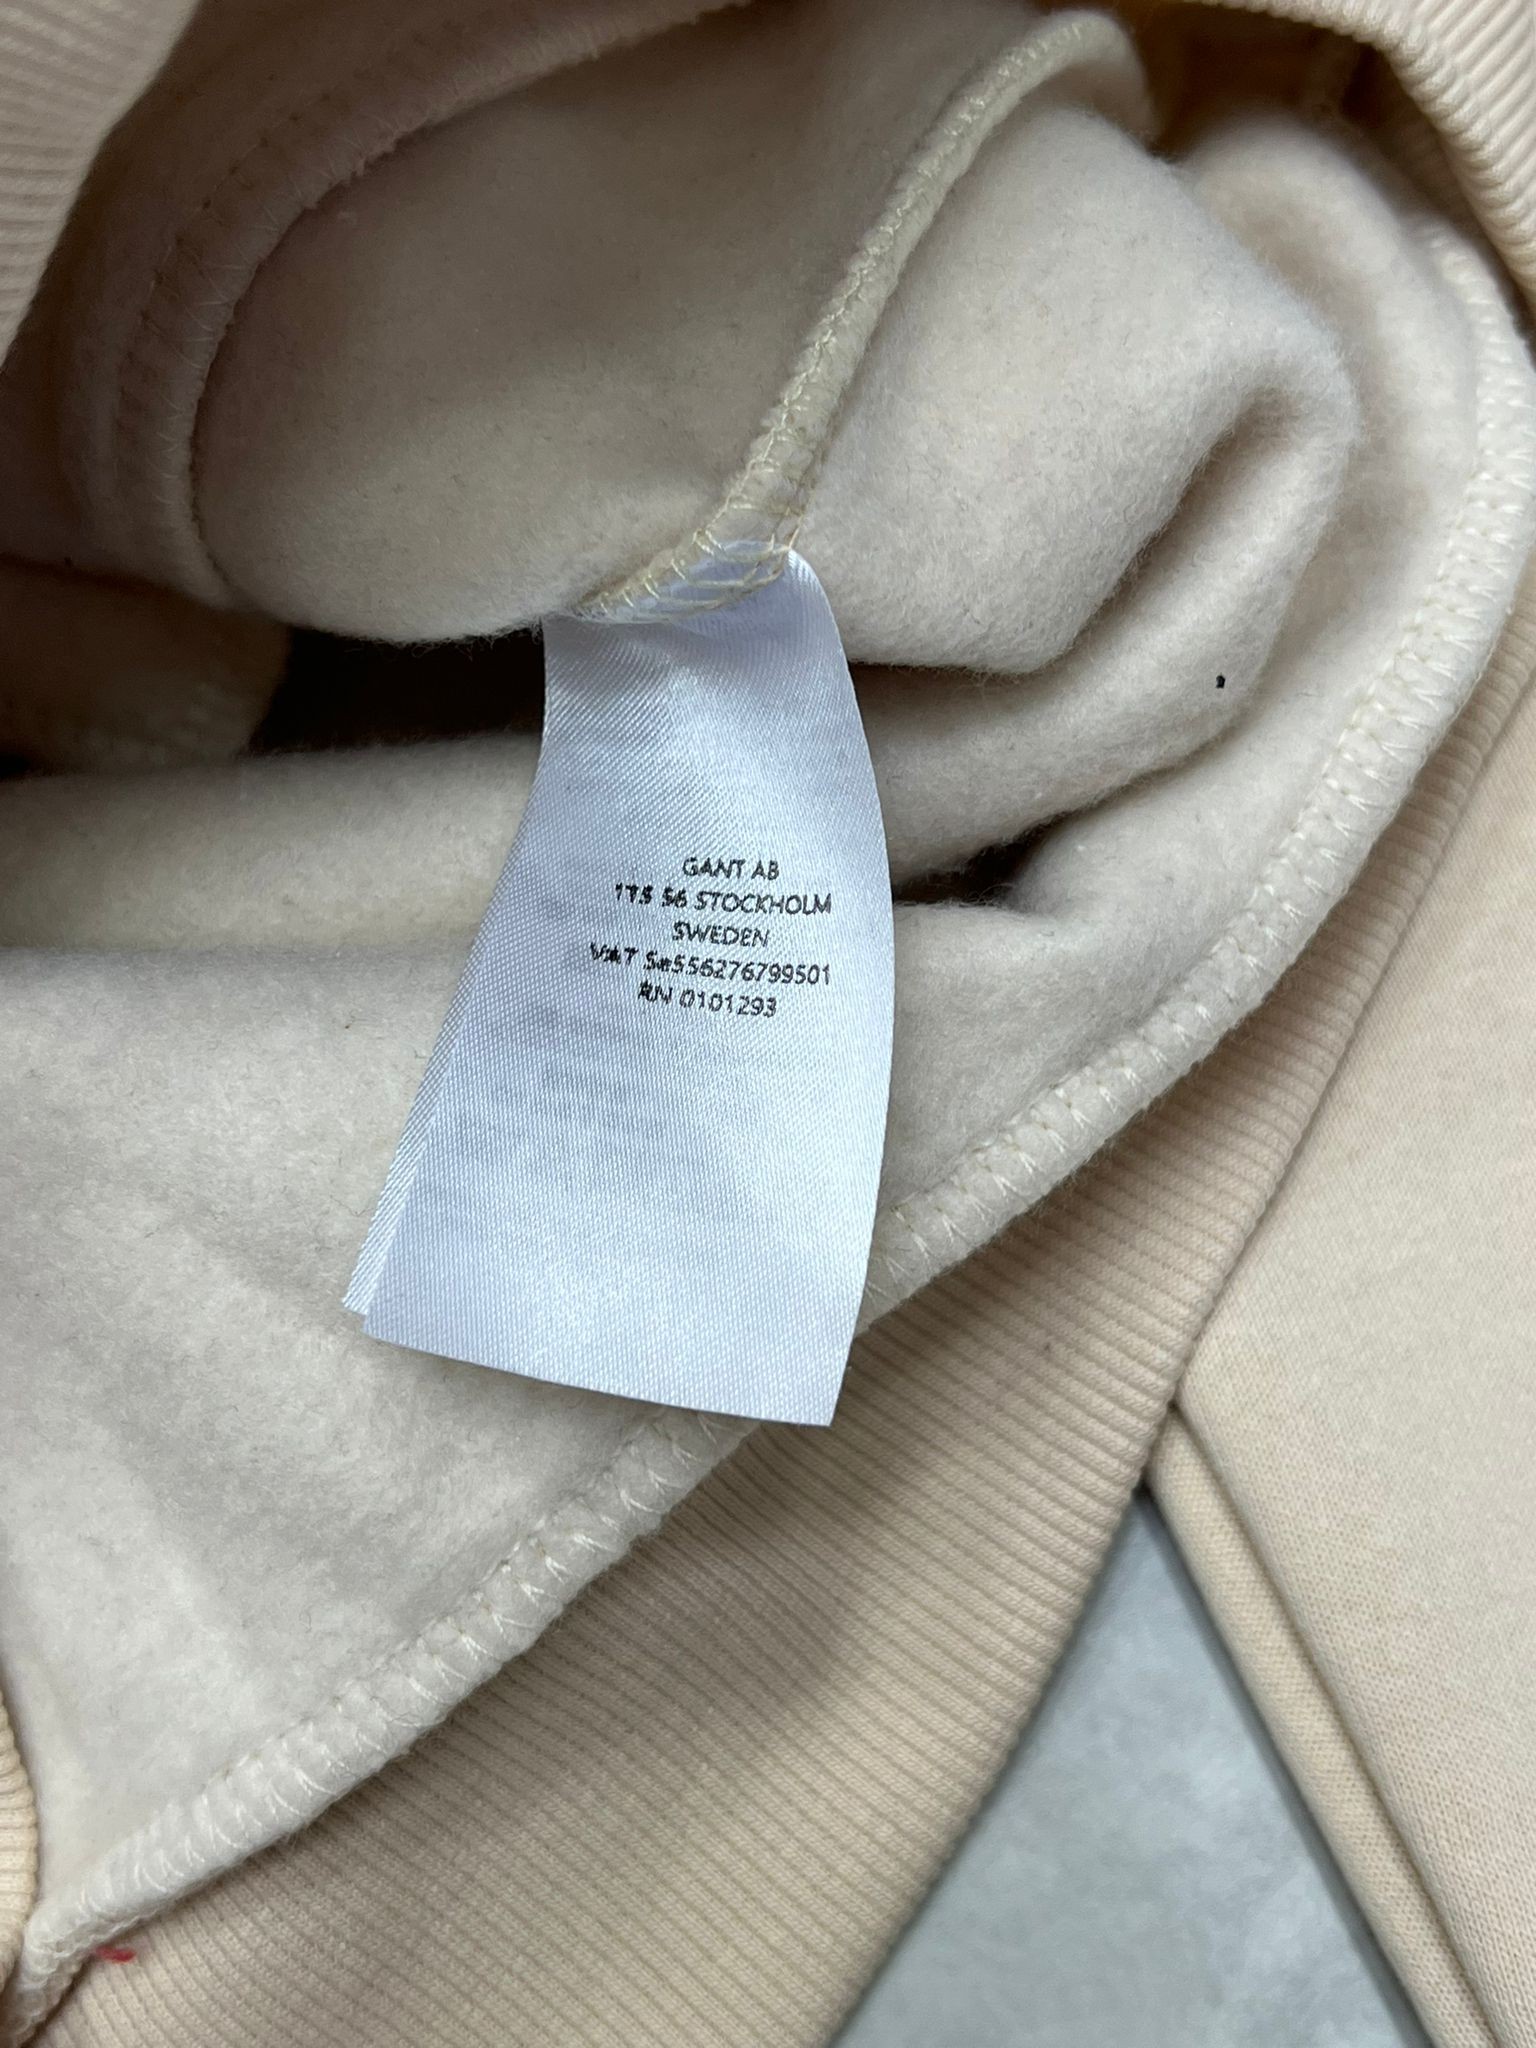 GANT AB
115 56 STOCKHOLM
SWEDEN
VAT Se556276799501
RN 0101293